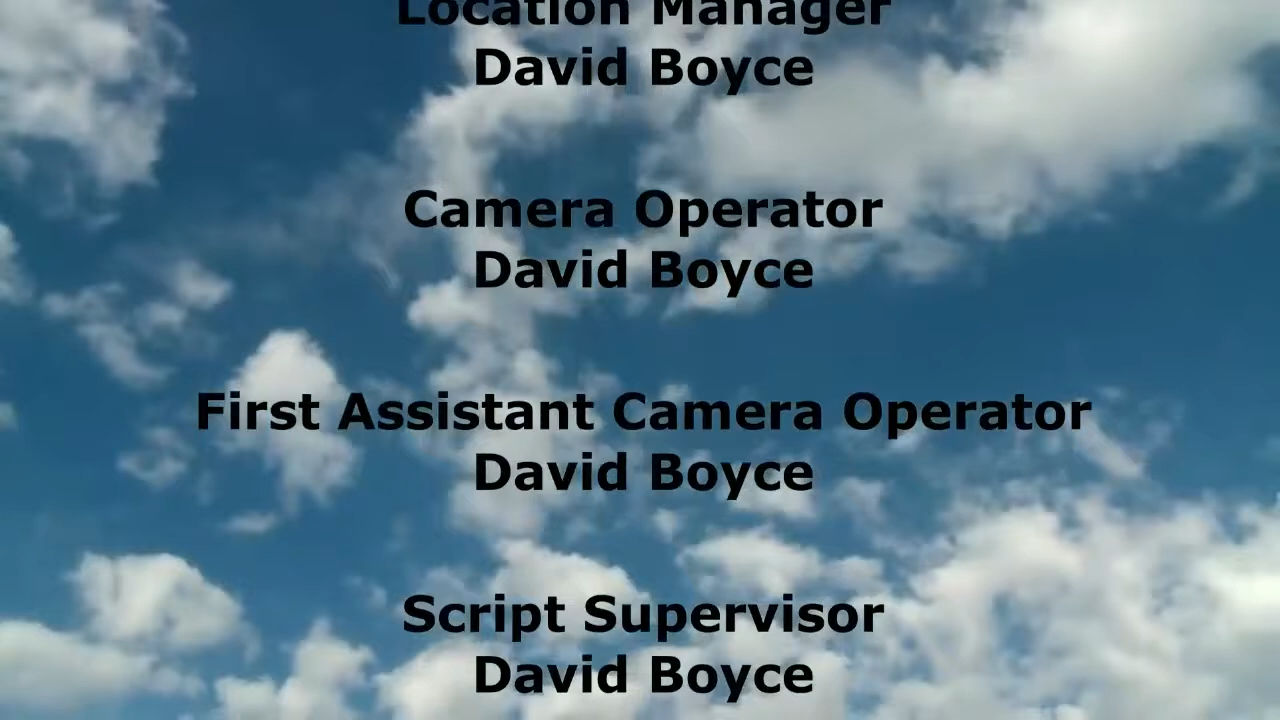 Location Manager
David Boyce
Camera Operator
David Boyce
First Assistant Camera Operator
David Boyce
Script Supervisor
David Boyce